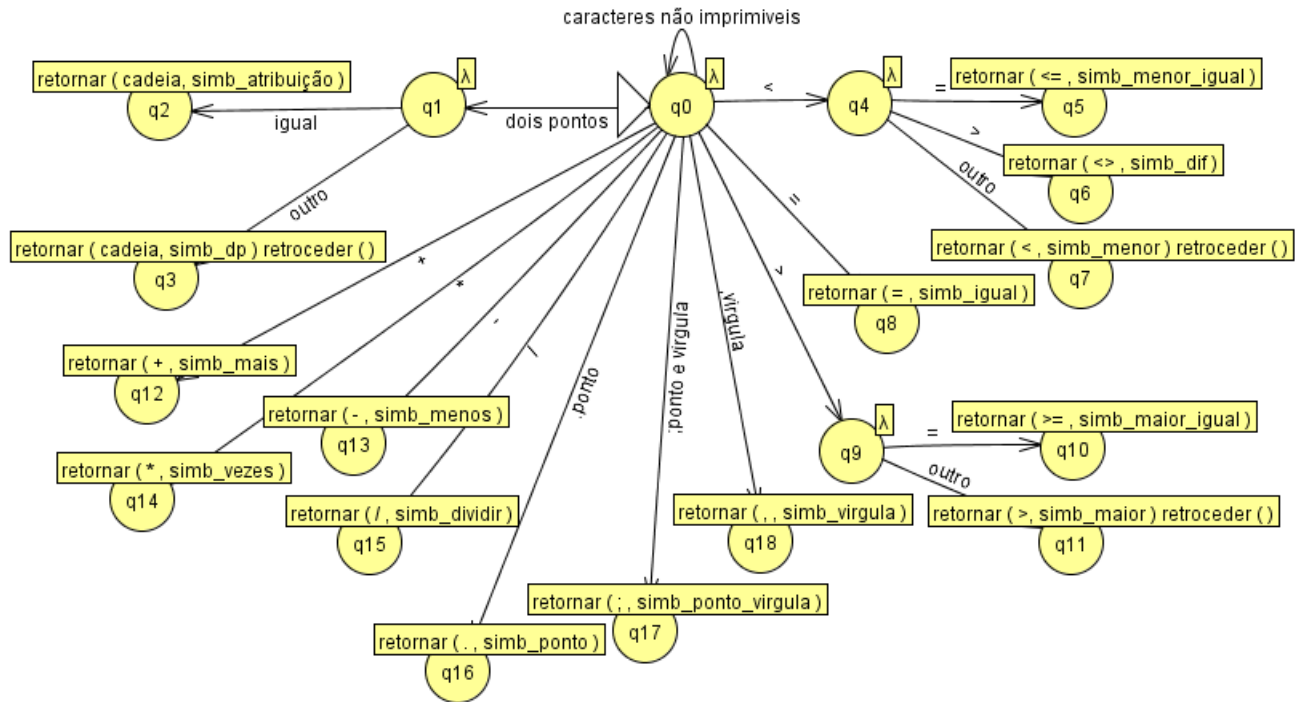 caracteres não imprimiveis
retornar ( cadeia, simb_atribuição )
λ
λ
λ
retornar ( <= , simb_menor_igual)
q2
igual
q1
dois pontos
q0
<
q4
=
q5
>
retornar ( <> , simb_dif)
q6
outro
outro
retornar ( cadeia, simb_dp ) retroceder ( )
q3
retornar ( < , simb_menor ) retroceder ( )
q7
+
*
-
/
.ponto
;ponto e virgula
,virgula
=
>
retornar ( = , simb_igual )
q8
retornar ( + , simb_mais )
q12
retornar ( - , simb_menos )
q13
λ
q9
=
retornar ( >= , simb_maior_igual )
q10
outro
retornar ( * , simb_vezes )
q14
retornar ( / , simb_dividir )
q15
retornar ( , , simb_virgula )
q18
retornar ( >, simb_maior ) retroceder ( )
q11
retornar ( ; , simb_ponto_virgula )
q17
retornar ( . , simb_ponto )
q16